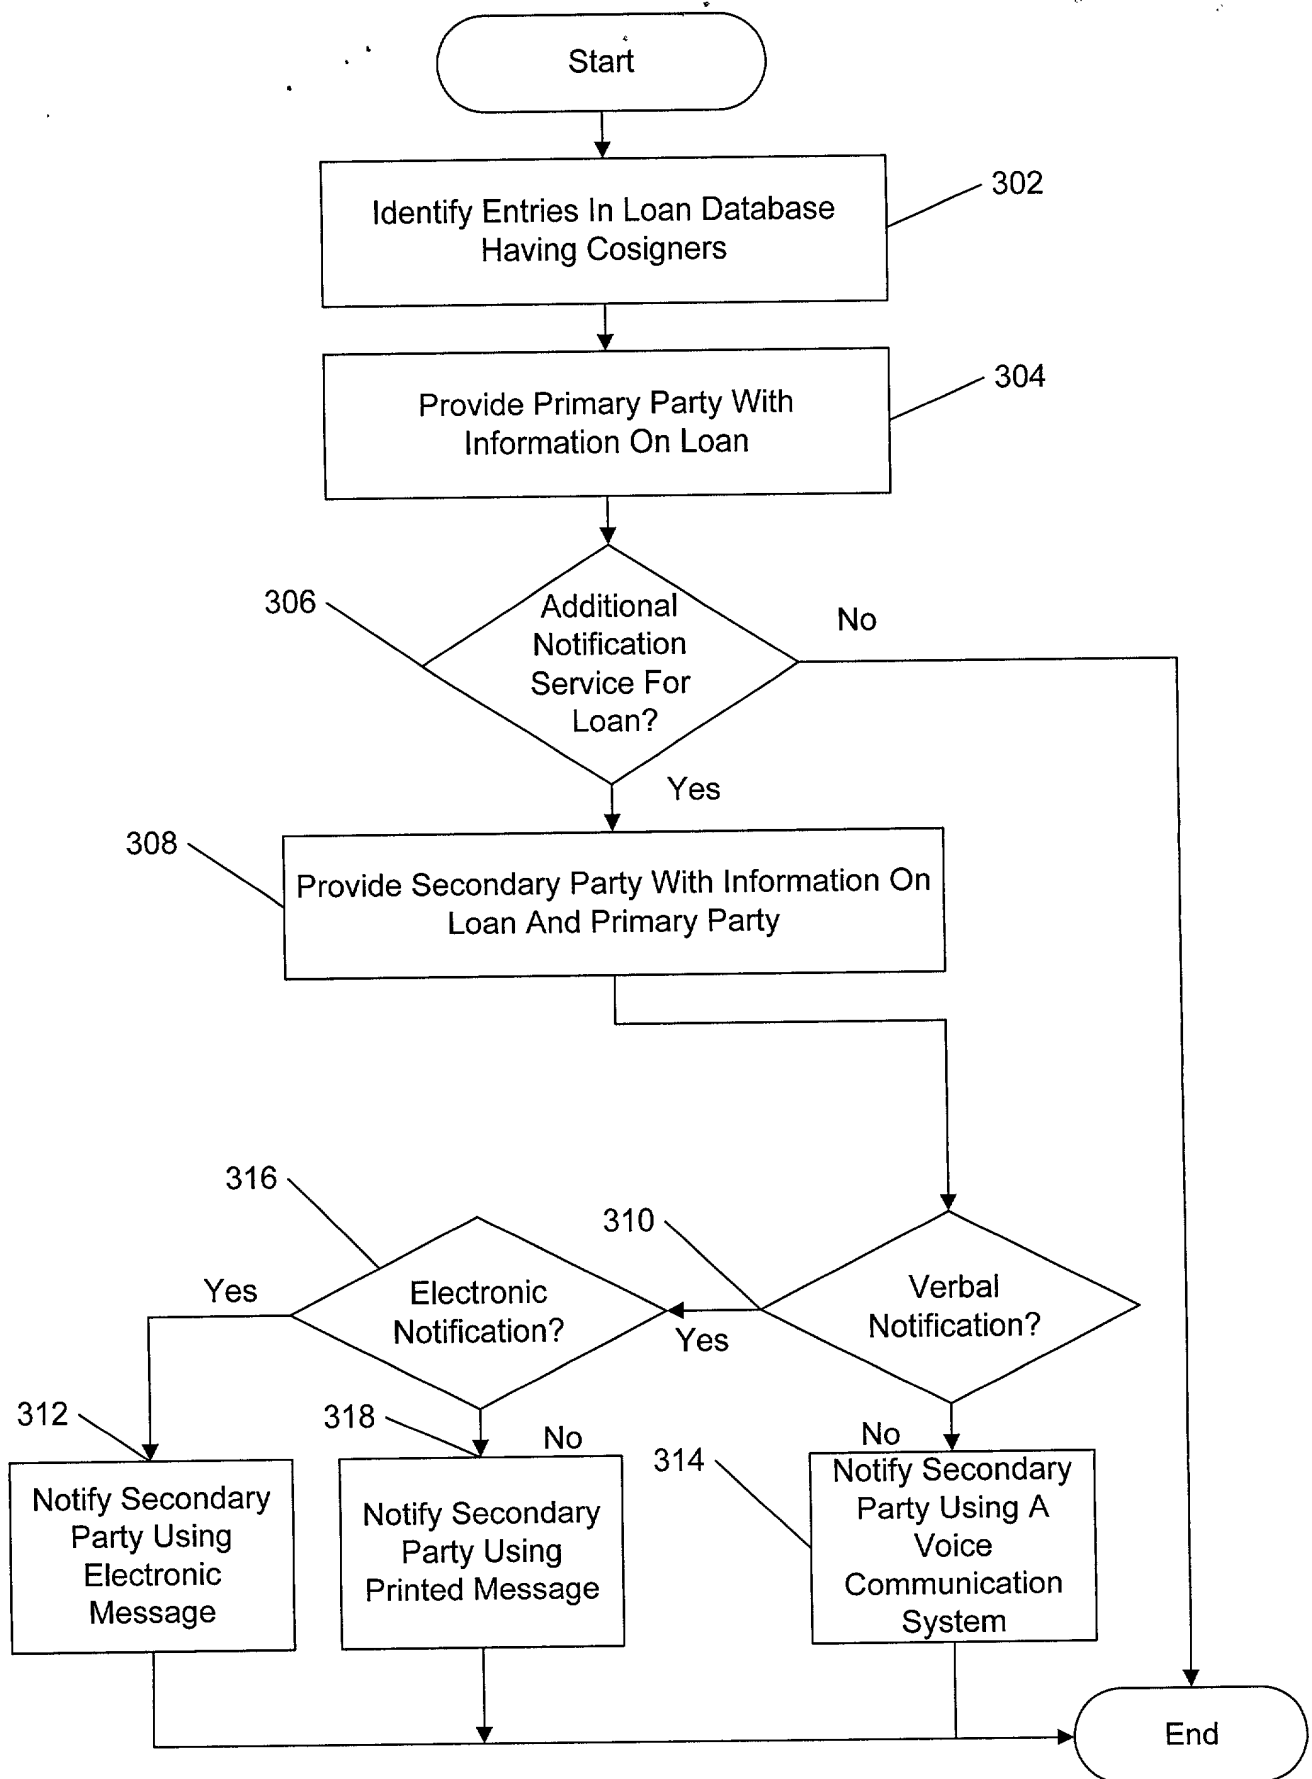 Start
302
Identify Entries In Loan Database
Having Cosigners
304
Provide Primary Party With
Information On Loan
306
Additional
Notification
Service For
Loan?
No
Yes
308
Provide Secondary Party With Information On
Loan And Primary Party
316
310
Yes
Electronic
Notification?
Yes
Verbal
Notification?
312
318
No
314
No
Notify Secondary
Party Using
Electronic
Message
Notify Secondary
Party Using
Printed Message
Notify Secondary
Party Using A
Voice
Communication
System
End